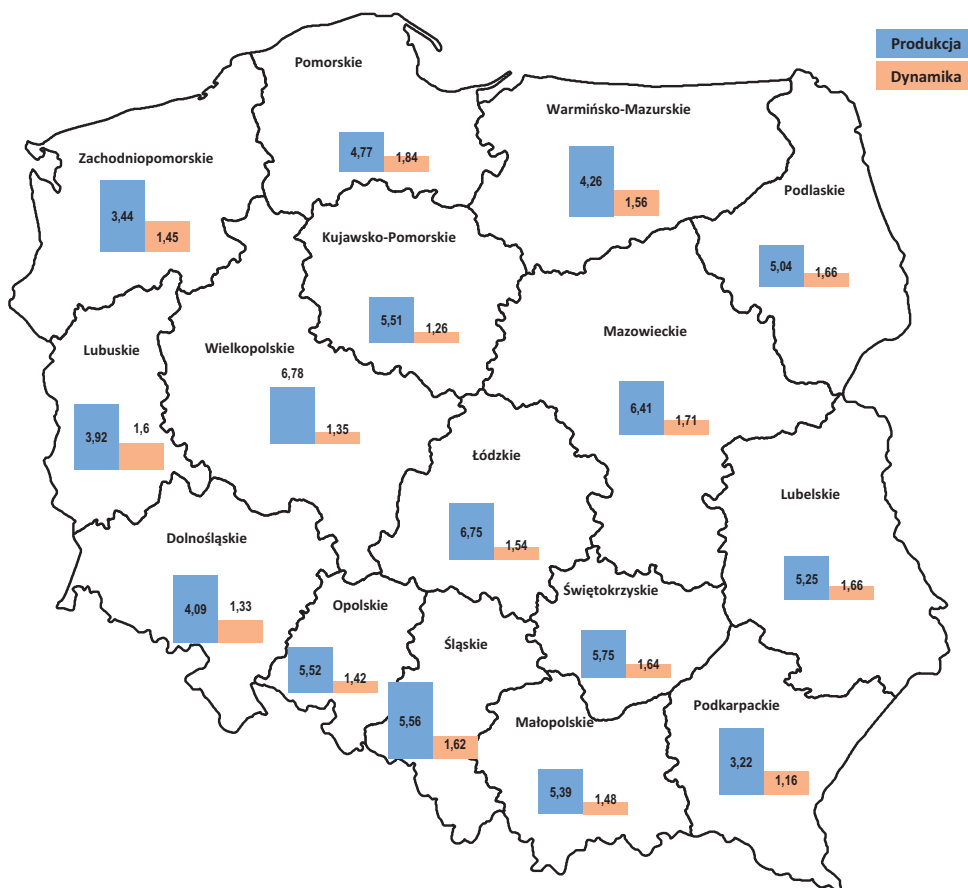 Produkcja
Dynamika
Pomorskie
4,77
1,84
Warmińsko-Mazurskie
4,26
1,56
Zachodniopomorskie
3,44
1,45
Podlaskie
5,04
1,66
Kujawsko-Pomorskie
5,51
1,26
Mazowieckie
6,41
1,71
Lubuskie
3,92
1,6
Wielkopolskie
6,78
1,35
Łódzkie
6,75
1,54
Lubelskie
5,25
1,66
Dolnośląskie
4,09
1,33
Opolskie
5,52
1,42
Śląskie
5,56
1,62
Świętokrzyskie
5,75
1,64
Małopolskie
5,39
1,48
Podkarpackie
3,22
1,16